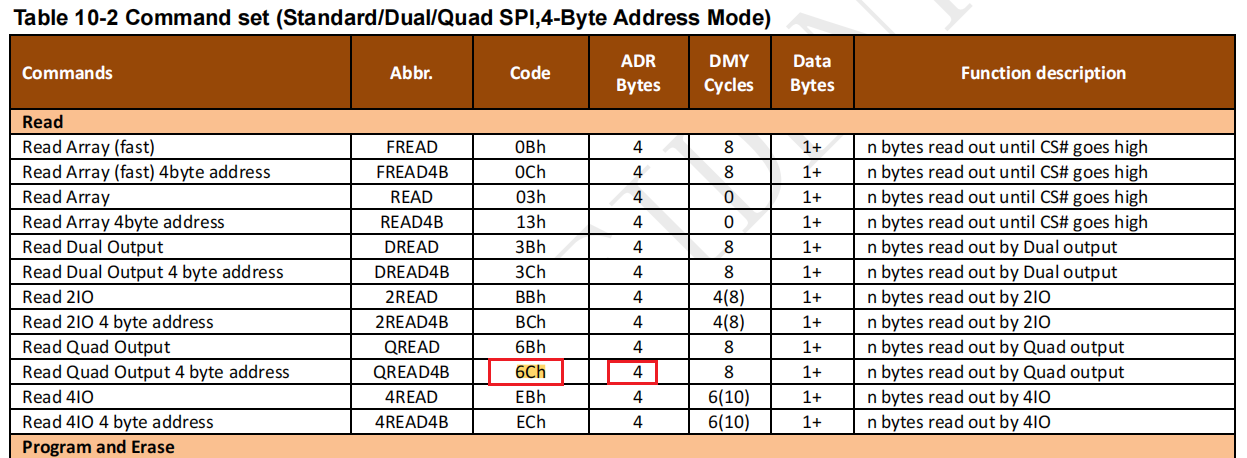 Table 10-2 Command set (Standard/Dual/Quad SPI,4-Byte Address Mode)
Commands Abbr. Code ADR Bytes DMY Cycles Data Bytes Function description
Read
Read Array (fast) FREAD 0Bh 4 8 1+ n bytes read out until CS# goes high
Read Array (fast) 4byte address FREAD4B 0Ch 4 8 1+ n bytes read out until CS# goes high
Read Array READ 03h 4 0 1+ n bytes read out until CS# goes high
Read Array 4byte address READ4B 13h 4 0 1+ n bytes read out until CS# goes high
Read Dual Output DREAD 3Bh 4 8 1+ n bytes read out by Dual output
Read Dual Output 4 byte address DREAD4B 3Ch 4 8 1+ n bytes read out by Dual output
Read 2IO 2READ BBh 4 4(8) 1+ n bytes read out by 2IO
Read 2IO 4 byte address 2READ4B BCh 4 4(8) 1+ n bytes read out by 2IO
Read Quad Output QREAD 6Bh 4 8 1+ n bytes read out by Quad output
Read Quad Output 4 byte address QREAD4B 6Ch 4 8 1+ n bytes read out by Quad output
Read 4IO 4READ EBh 4 6(10) 1+ n bytes read out by 4IO
Read 4IO 4 byte address 4READ4B ECh 4 6(10) 1+ n bytes read out by 4IO
Program and Erase